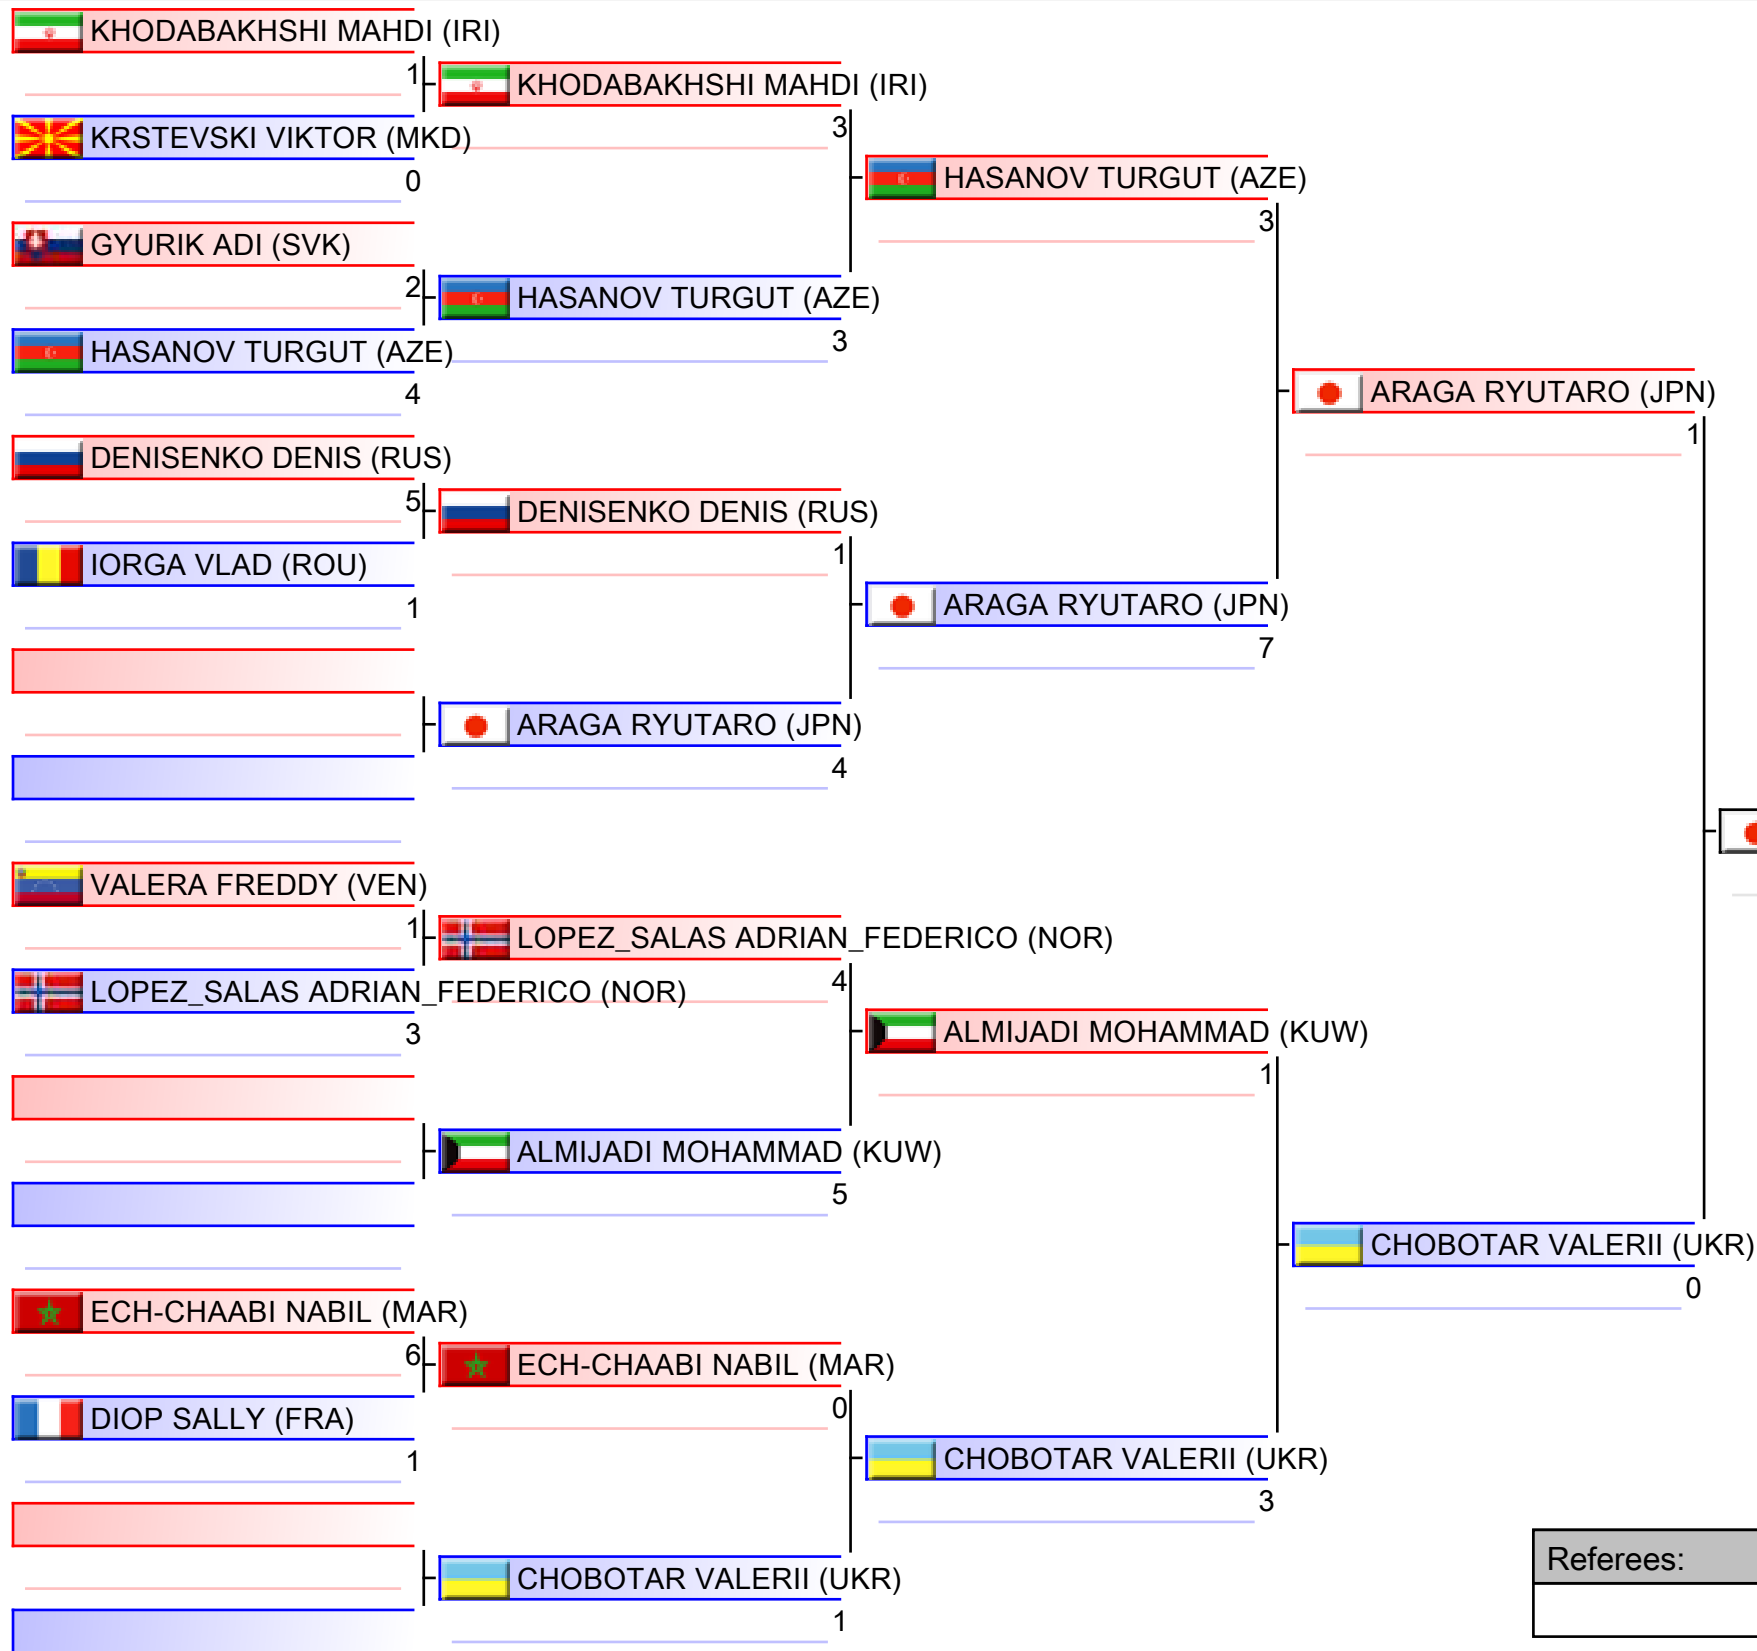 KHODABAKHSHI MAHDI (IRI)
1
KHODABAKHSHI MAHDI (IRI)
3
KRSTEVSKI VIKTOR (MKD)
0
HASANOV TURGUT (AZE)
3
GYURIK ADI (SVK)
2
HASANOV TURGUT (AZE)
3
HASANOV TURGUT (AZE)
4
ARAGA RYUTARO (JPN)
1
DENISENKO DENIS (RUS)
5
DENISENKO DENIS (RUS)
1
IORGA VLAD (ROU)
1
ARAGA RYUTARO (JPN)
7
ARAGA RYUTARO (JPN)
4
VALERA FREDDY (VEN)
1
LOPEZ_SALAS ADRIAN_FEDERICO (NOR)
4
LOPEZ_SALAS ADRIAN_FEDERICO (NOR)
3
ALMIJADI MOHAMMAD (KUW)
1
ALMIJADI MOHAMMAD (KUW)
5
CHOBOTAR VALERII (UKR)
0
ECH-CHAABI NABIL (MAR)
6
ECH-CHAABI NABIL (MAR)
0
DIOP SALLY (FRA)
1
CHOBOTAR VALERII (UKR)
3
CHOBOTAR VALERII (UKR)
1
Referees: